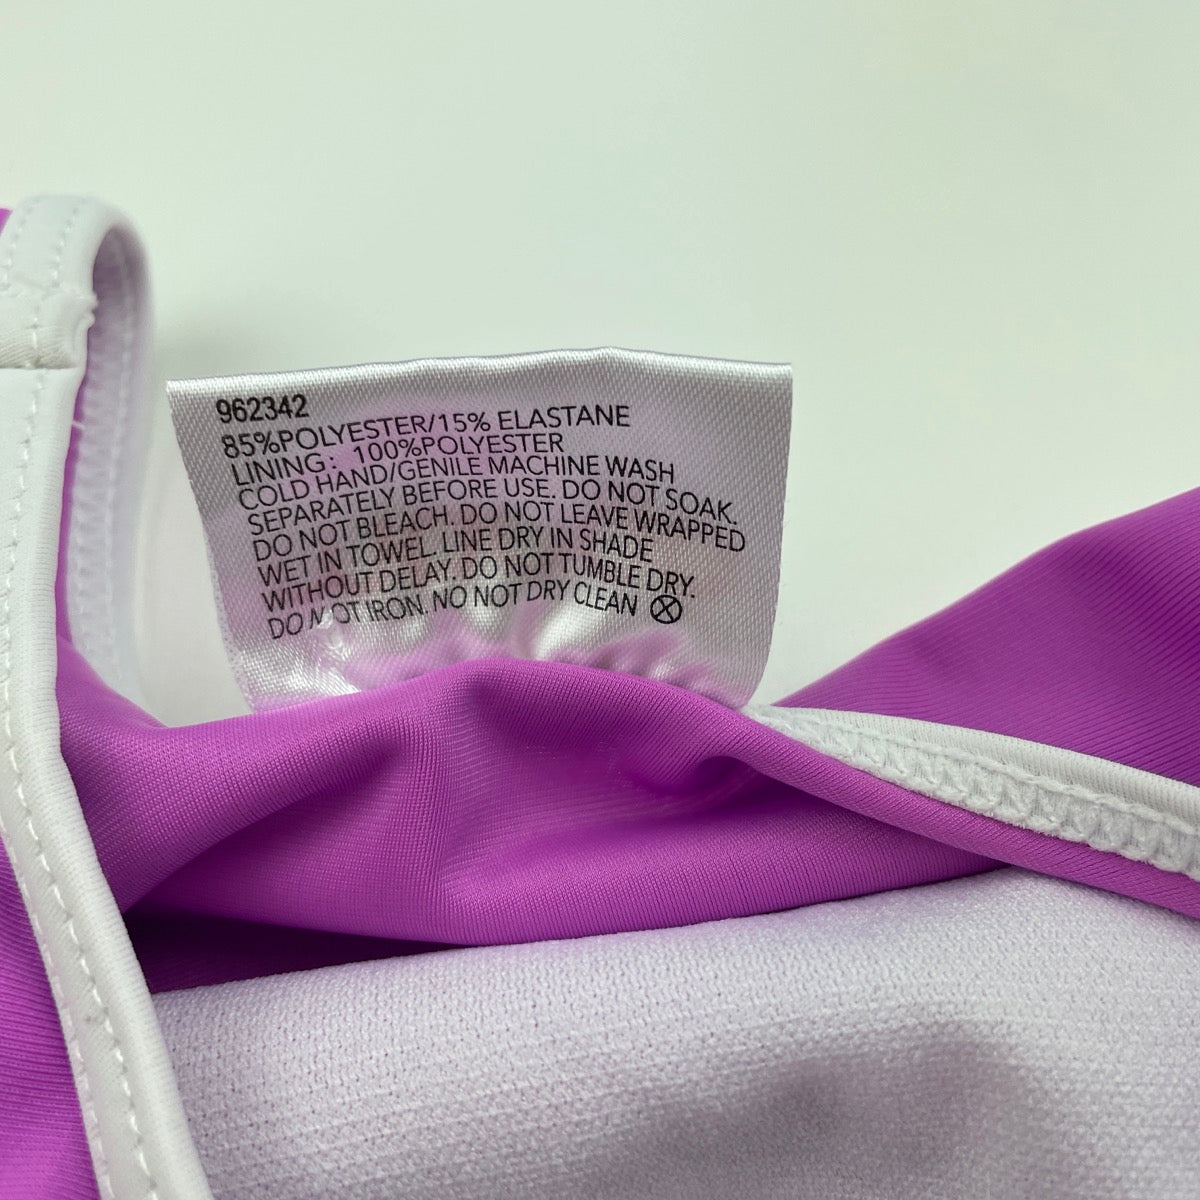 962342
85%POLYESTER/15% ELASTANE
LINING: 100%POLYESTER
COLD HAND/GENILE MACHINE WASH
SEPARATELY BEFORE USE. DO NOT SOAK.
DO NOT BLEACH. DO NOT LEAVE WRAPPED
WET IN TOWEL. LINE DRY IN SHADE
WITHOUT DELAY. DO NOT TUMBLE DRY.
DO NOT IRON. NO NOT DRY CLEAN